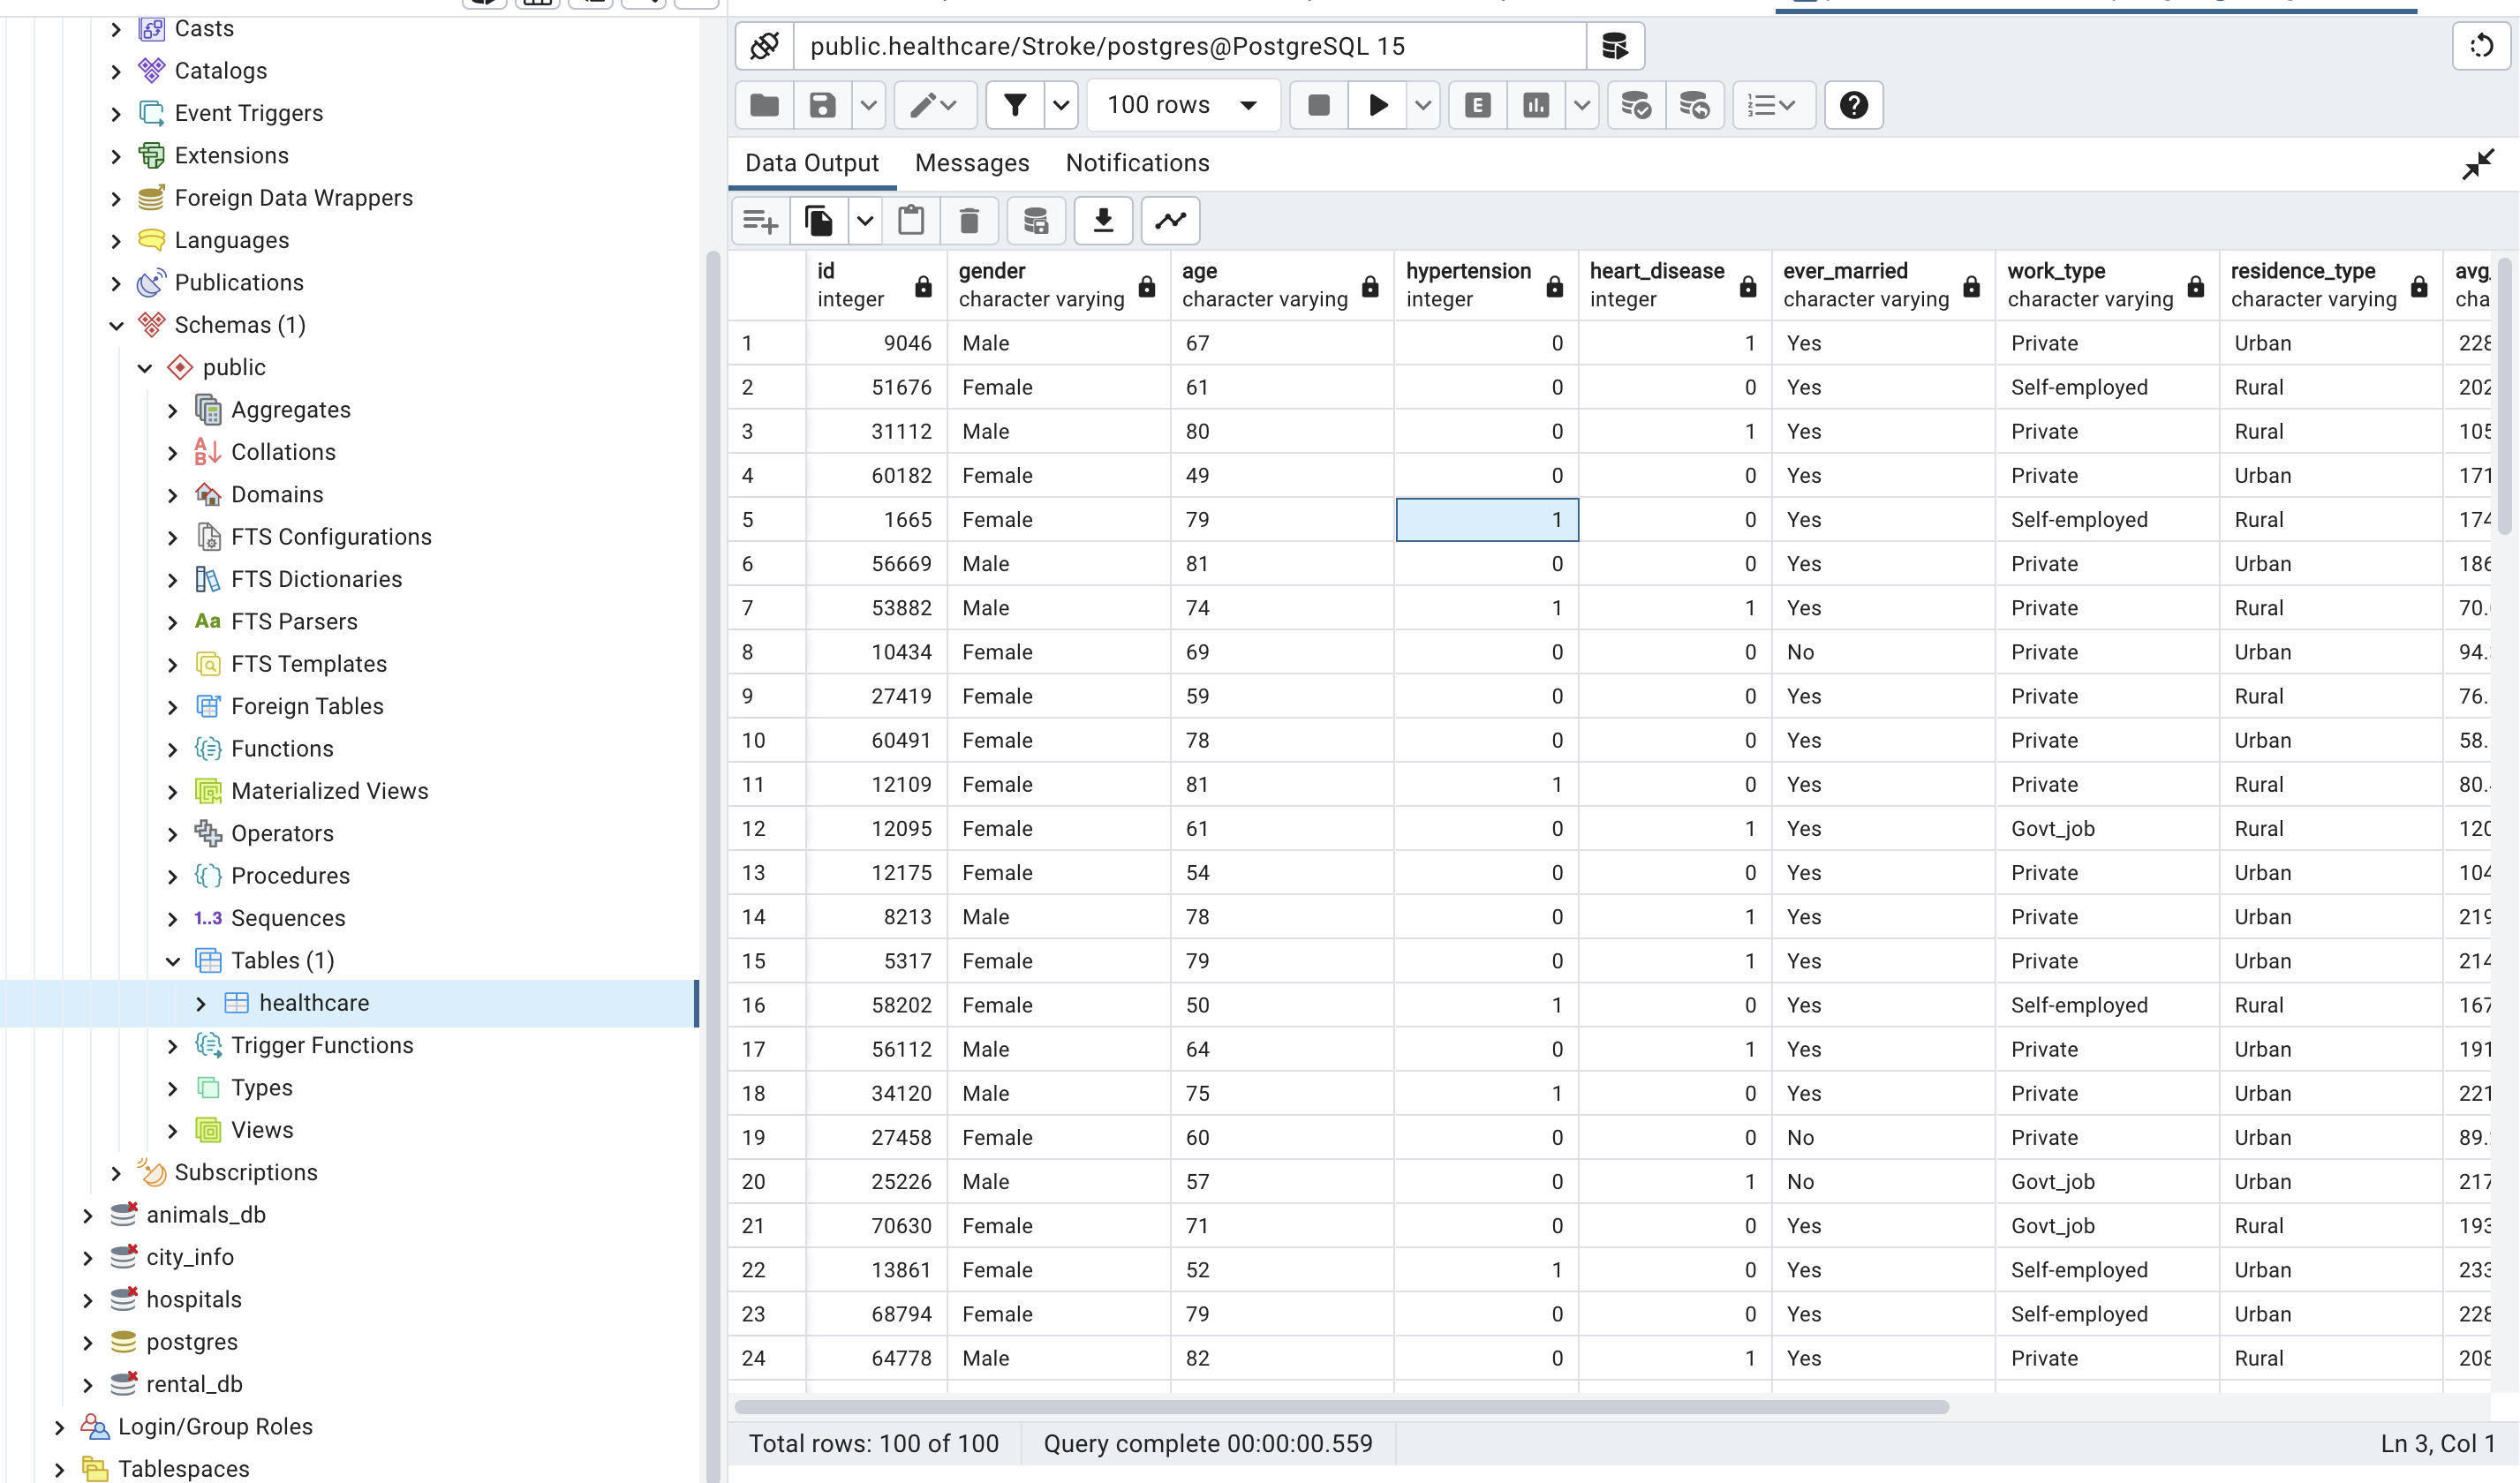 Casts
Catalogs
Event Triggers
Extensions
Foreign Data Wrappers
Languages
Publications
Schemas (1)
public
Aggregates
Collations
Domains
FTS Configurations
FTS Dictionaries
Aa FTS Parsers
FTS Templates
Foreign Tables
Functions
Materialized Views
Operators
Procedures
1..3 Sequences
Tables (1)
healthcare
Trigger Functions
Types
Views
Subscriptions
animals_db
city_info
hospitals
postgres
rental_db
Login/Group Roles
Tablespaces
public.healthcare/Stroke/postgres@PostgreSQL 15
100 rows E
Data Output Messages Notifications
id gender age hypertension heart_disease ever_married work_type residence_type avg
integer character varying character varying integer integer character varying character varying character varying cha
1 9046 Male 67 0 1 Yes Private Urban 228
2 51676 Female 61 0 0 Yes Self-employed Rural 202
3 31112 Male 80 0 1 Yes Private Rural 105
4 60182 Female 49 0 0 Yes Private Urban 171
5 1665 Female 79 1 0 Yes Self-employed Rural 174
6 56669 Male 81 0 0 Yes Private Urban 186
7 53882 Male 74 1 1 Yes Private Rural 70.
8 10434 Female 69 0 0 No Private Urban 94.
9 27419 Female 59 0 0 Yes Private Rural 76.
10 60491 Female 78 0 0 Yes Private Urban 58.
11 12109 Female 81 1 0 Yes Private Rural 80.
12 12095 Female 61 0 1 Yes Govt_job Rural 120
13 12175 Female 54 0 0 Yes Private Urban 104
14 8213 Male 78 0 1 Yes Private Urban 219
15 5317 Female 79 0 1 Yes Private Urban 214
16 58202 Female 50 1 0 Yes Self-employed Rural 167
17 56112 Male 64 0 1 Yes Private Urban 191
18 34120 Male 75 1 0 Yes Private Urban 221
19 27458 Female 60 0 0 No Private Urban 89.
20 25226 Male 57 0 1 No Govt_job Urban 217
21 70630 Female 71 0 0 Yes Govt_job Rural 193
22 13861 Female 52 1 0 Yes Self-employed Urban 233
23 68794 Female 79 0 0 Yes Self-employed Urban 228
24 64778 Male 82 0 1 Yes Private Rural 208
Total rows: 100 of 100 Query complete 00:00:00.559 Ln 3, Col 1